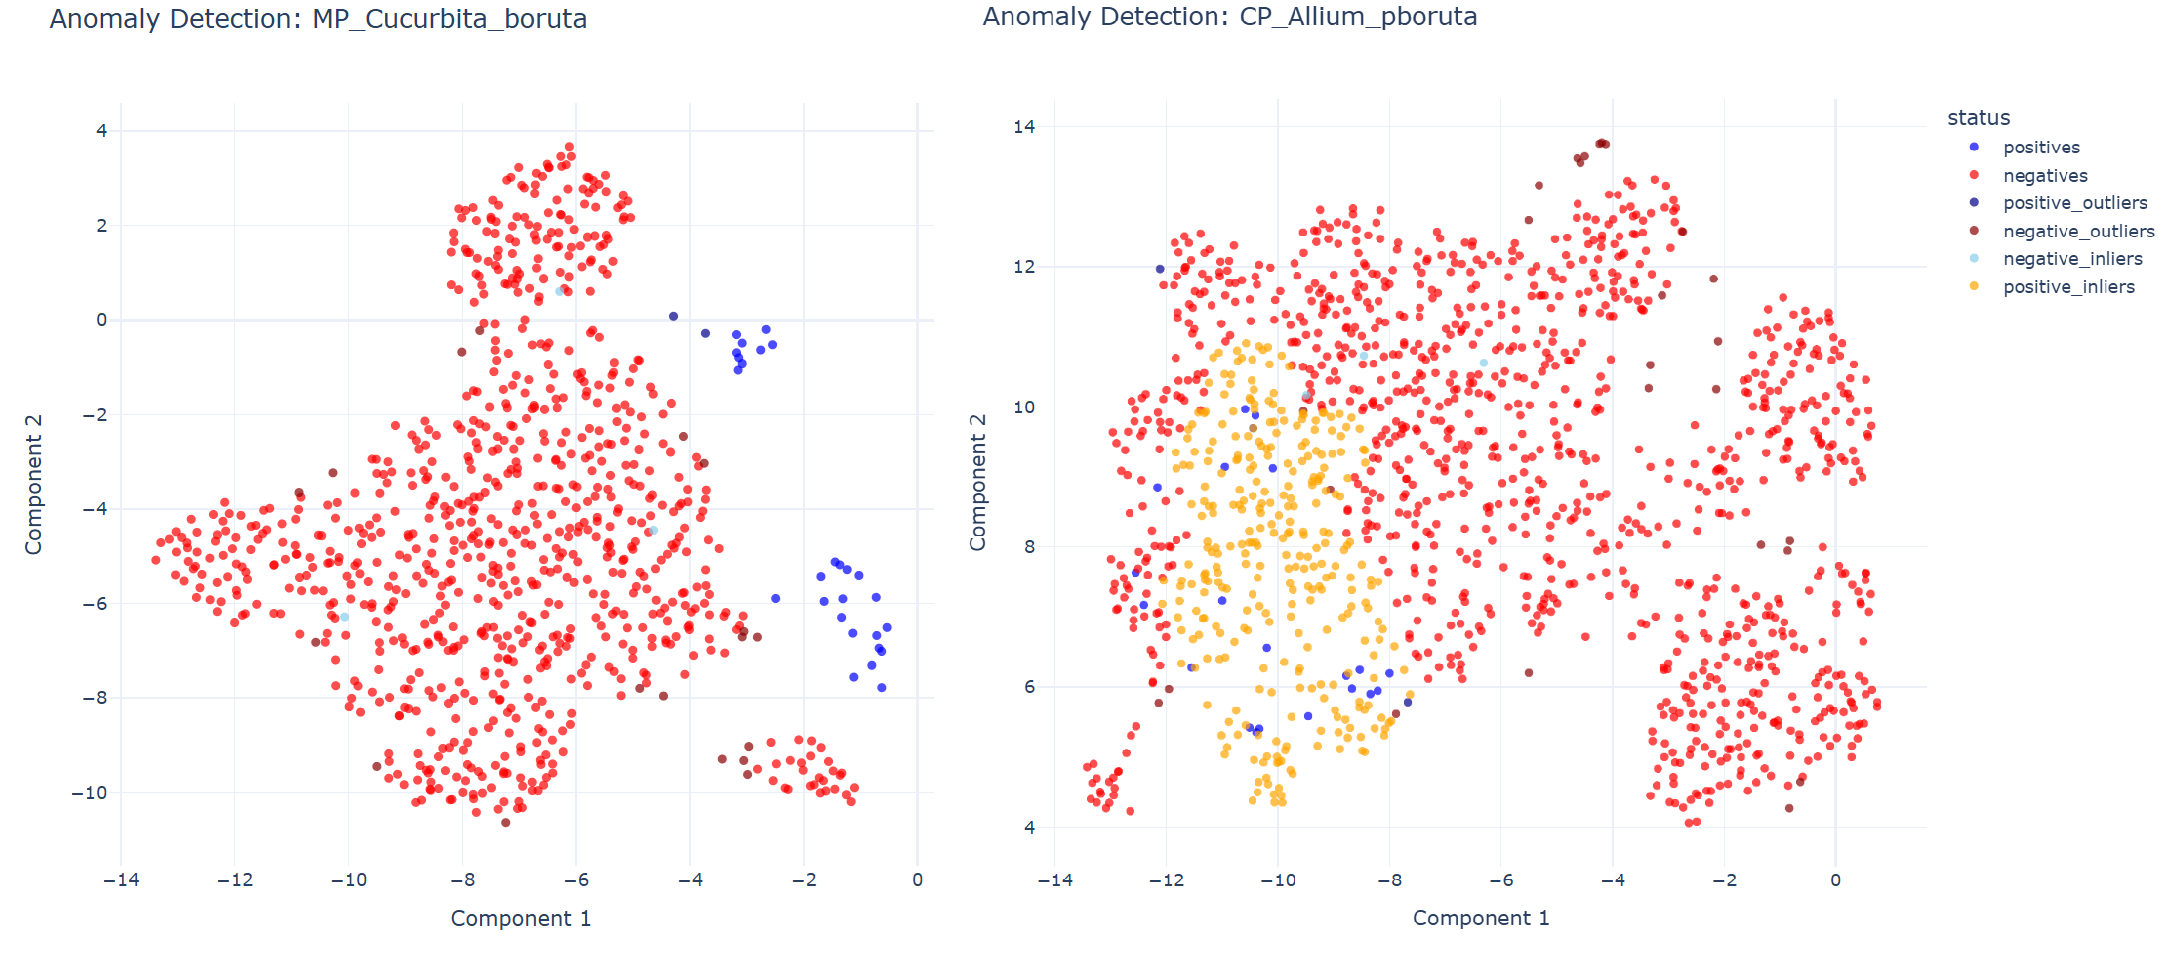 Anomaly Detection: MP_Cucurbita_boruta
4
2
0
−2
−4
−6
−8
−10
−14
−12
−10
−8
−6
−4
−2
0
Component 1
Component 2
Anomaly Detection: CP_Allium_pboruta
14
12
10
8
6
4
−14
−12
−10
−8
−6
−4
−2
0
Component 1
Component 2
status
positives
negatives
positive_outliers
negative_outliers
negative_inliers
positive_inliers